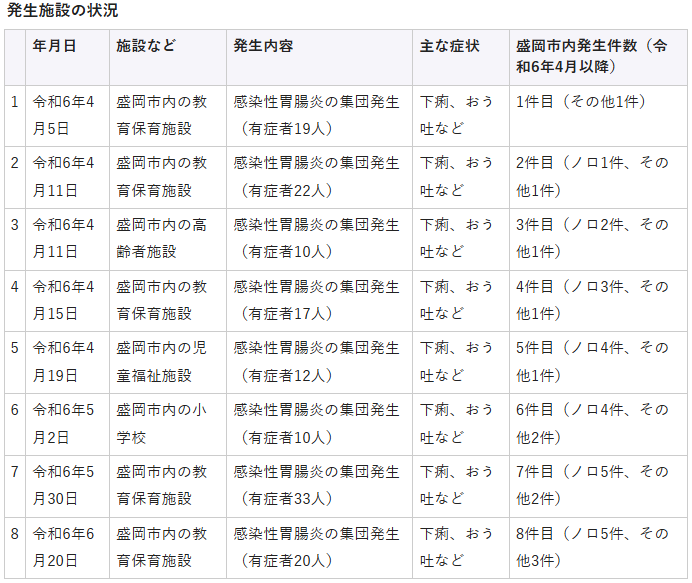 発生施設の状況
年月日 施設など 発生内容 主な症状 盛岡市内発生件数（令
和6年4月以降）
1 令和6年4 盛岡市内の教 感染性胃腸炎の集団発生 下痢、おう 1件目（その他1件）
月5日 育保育施設 （有症者19人） 吐など
2 令和6年4 盛岡市内の教 感染性胃腸炎の集団発生 下痢、おう 2件目（ノロ1件、その
月11日 育保育施設 （有症者22人） 吐など 他1件）
3 令和6年4 盛岡市内の高 感染性胃腸炎の集団発生 下痢、おう 3件目（ノロ2件、その
月11日 齢者施設 （有症者10人） 吐など 他1件）
4 令和6年4 盛岡市内の教 感染性胃腸炎の集団発生 下痢、おう 4件目（ノロ3件、その
月15日 育保育施設 （有症者17人） 吐など 他1件）
5 令和6年4 盛岡市内の児 感染性胃腸炎の集団発生 下痢、おう 5件目（ノロ4件、その
月19日 童福祉施設 （有症者12人） 吐など 他1件）
6 令和6年5 盛岡市内の小 感染性胃腸炎の集団発生 下痢、おう 6件目（ノロ4件、その
月2日 学校 （有症者10人） 吐など 他2件）
7 令和6年5 盛岡市内の教 感染性胃腸炎の集団発生 下痢、おう 7件目（ノロ5件、その
月30日 育保育施設 （有症者33人） 吐など 他2件）
8 令和6年6 盛岡市内の教 感染性胃腸炎の集団発生 下痢、おう 8件目（ノロ5件、その
月20日 育保育施設 （有症者20人） 吐など 他3件）